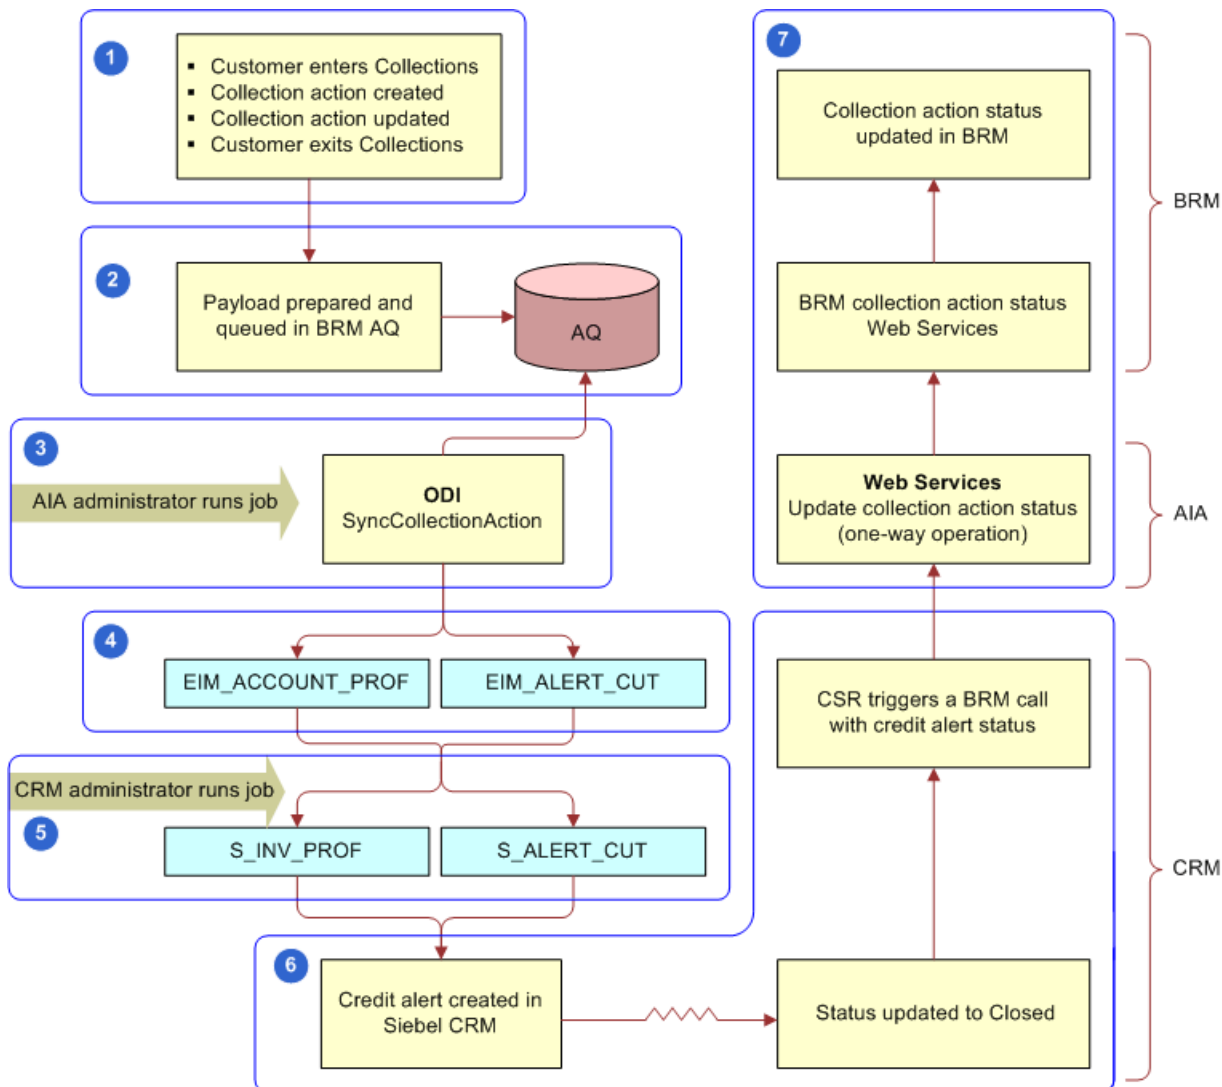 1
▪ Customer enters Collections
▪ Collection action created
▪ Collection action updated
▪ Customer exits Collections
2
Payload prepared and
queued in BRM AQ
AQ
3
AIA administrator runs job
ODI
SyncCollectionAction
4
EIM_ACCOUNT_PROF
EIM_ALERT_CUT
CRM administrator runs job
5
S_INV_PROF
S_ALERT_CUT
6
Credit alert created in
Siebel CRM
Status updated to Closed
CSR triggers a BRM call
with credit alert status
CRM
7
Collection action status
updated in BRM
BRM collection action status
Web Services
BRM
Web Services
Update collection action status
(one-way operation)
AIA